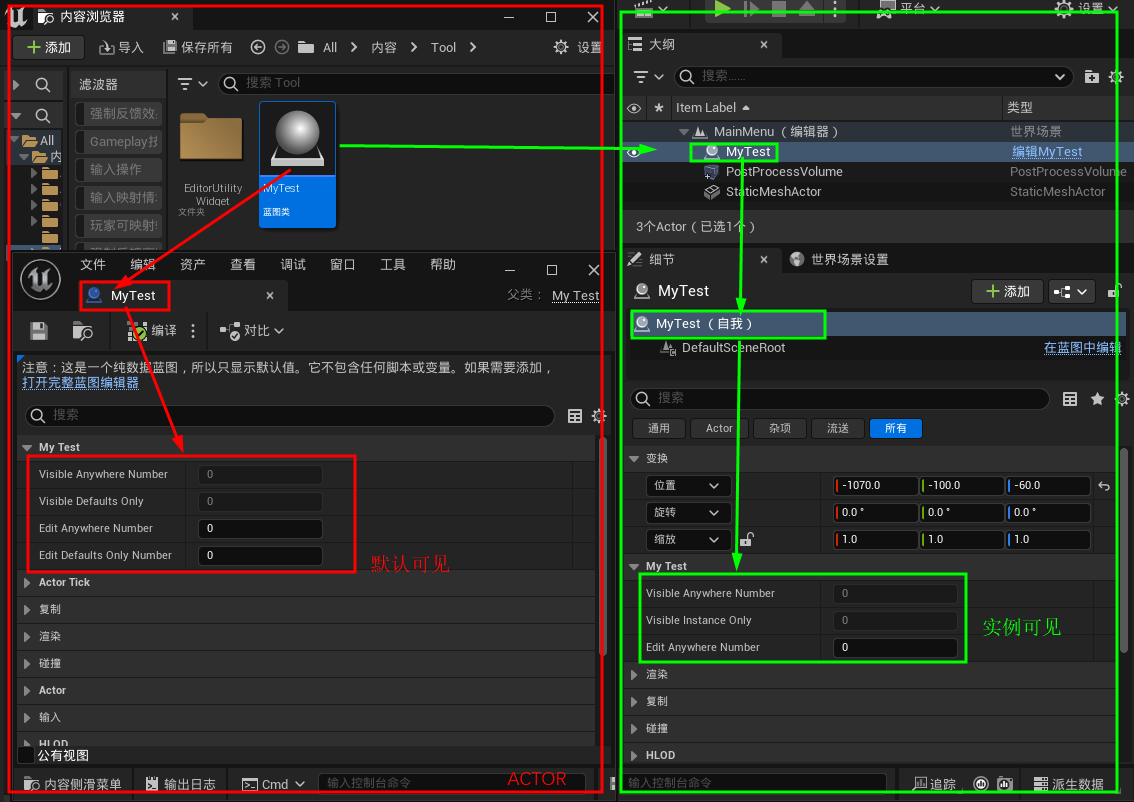 内容浏览器
添加
导入
保存所有
All
内容
Tool
设置
滤波器
搜索 Tool
强制反馈效
Gameplay技
输入操作
输入映射情
玩家可映射
All
内
EditorUtility
Widget
文件夹
MyTest
蓝图类
文件
编辑
资产
查看
调试
窗口
工具
帮助
MyTest
父类：
My Test
编译
对比
注意：这是一个纯数据蓝图，所以只显示默认值。它不包含任何脚本或变量。如果需要添加，
打开完整蓝图编辑器
搜索
My Test
Visible Anywhere Number
0
Visible Defaults Only
0
Edit Anywhere Number
0
Edit Defaults Only Number
0
默认可见
Actor Tick
复制
渲染
碰撞
Actor
输入
HLOD
公有视图
内容侧滑菜单
输出日志
Cmd
输入控制台命令
ACTOR
平台
设置
大纲
搜索......
Item Label
类型
MainMenu（编辑器）
世界场景
MyTest
编辑MyTest
PostProcessVolume
PostProcessVolume
StaticMeshActor
StaticMeshActor
3个Actor（已选1个）
细节
世界场景设置
MyTest
添加
MyTest（自我）
DefaultSceneRoot
在蓝图中编辑
搜索
通用
Actor
杂项
流送
所有
变换
位置
-1070.0
-100.0
-60.0
旋转
0.0 °
0.0 °
0.0 °
缩放
1.0
1.0
1.0
My Test
Visible Anywhere Number
0
Visible Instance Only
0
Edit Anywhere Number
0
实例可见
渲染
复制
碰撞
HLOD
输入控制台命令
追踪
派生数据